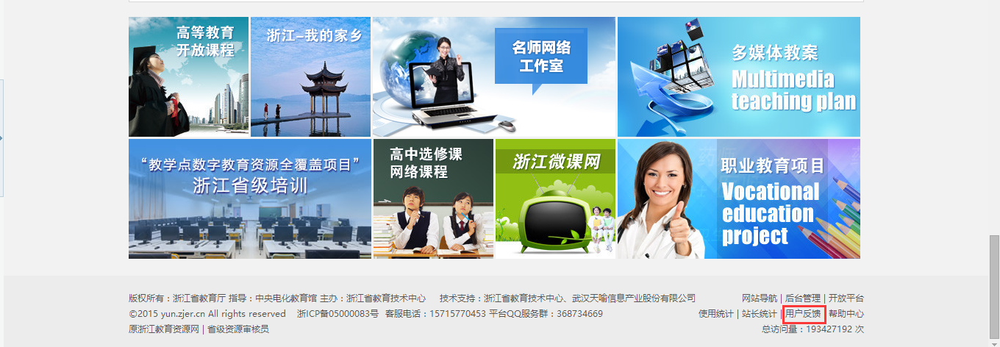 高等教育
开放课程
浙江-我的家乡
名师网络
工作室
多媒体教案
Multimedia
teaching plan
“教学点数字教育资源全覆盖项目”
浙江省级培训
高中选修课
网络课程
浙江微课网
职业教育项目
Vocational
education
project
版权所有：浙江省教育厅 指导：中央电化教育馆 主办：浙江省教育技术中心 技术支持：浙江省教育技术中心、武汉天喻信息产业股份有限公司
网站导航 | 后台管理 | 开放平台
©2015 yun.zjer.cn All rights reserved 浙ICP备05000083号 客服电话：15715770453 平台QQ服务群：368734669
使用统计 | 站长统计 | 用户反馈 帮助中心
原浙江教育资源网 | 省级资源审核员
总访问量：193427192 次